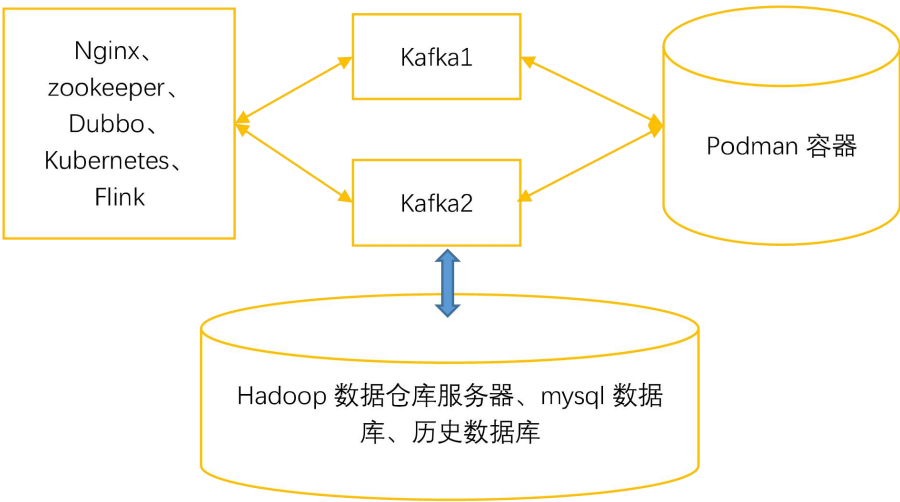 Nginx、
zookeeper、
Dubbo、
Kubernetes、
Flink
Kafka1
Kafka2
Podman 容器
Hadoop 数据仓库服务器、mysql 数据
库、历史数据库